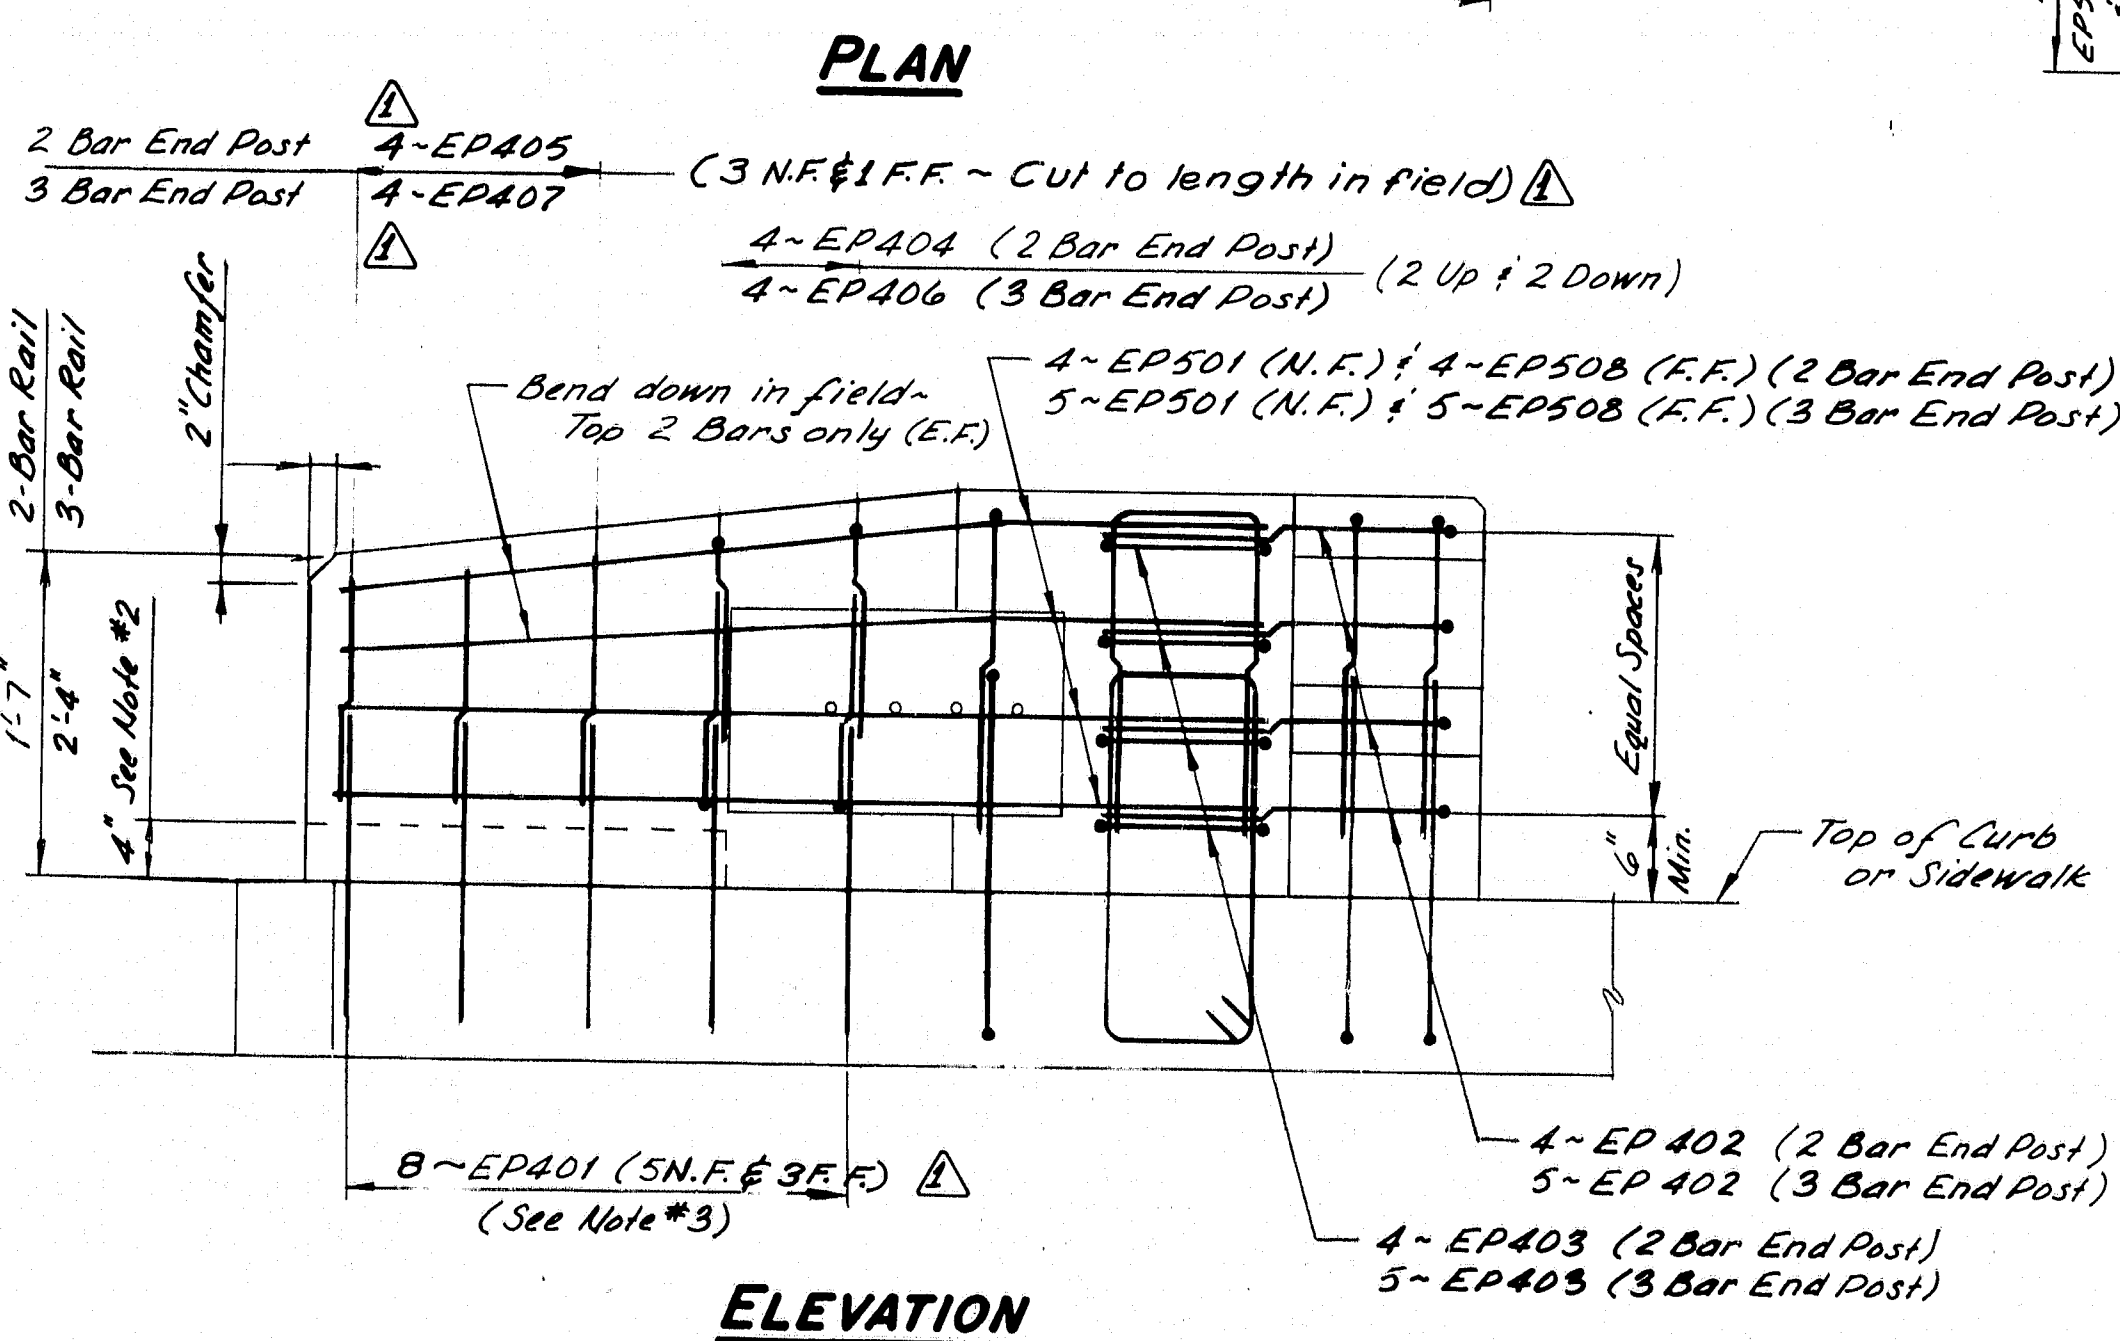 PLAN
EP5
1
2 Bar End Post 4~EP405
3 Bar End Post 4~EP407
1
(3 N.F. & 1 F.F. ~ Cut to length in field) 1
4~EP404 (2 Bar End Post)
4~EP406 (3 Bar End Post)
(2 Up & 2 Down)
4~EP501 (N.F.) & 4~EP508 (F.F.) (2 Bar End Post)
5~EP501 (N.F.) & 5~EP508 (F.F.) (3 Bar End Post)
Bend down in field~
Top 2 Bars only (E.F.)
2" Chamfer
2-Bar Rail
3-Bar Rail
1'-7"
2'-4"
4" See Note #2
Equal Spaces
6"
Min.
Top of Curb
or Sidewalk
8~EP401 (5N.F. & 3F.F.) 1
(See Note #3)
4~EP402 (2 Bar End Post)
5~EP402 (3 Bar End Post)
4~EP403 (2 Bar End Post)
5~EP403 (3 Bar End Post)
ELEVATION